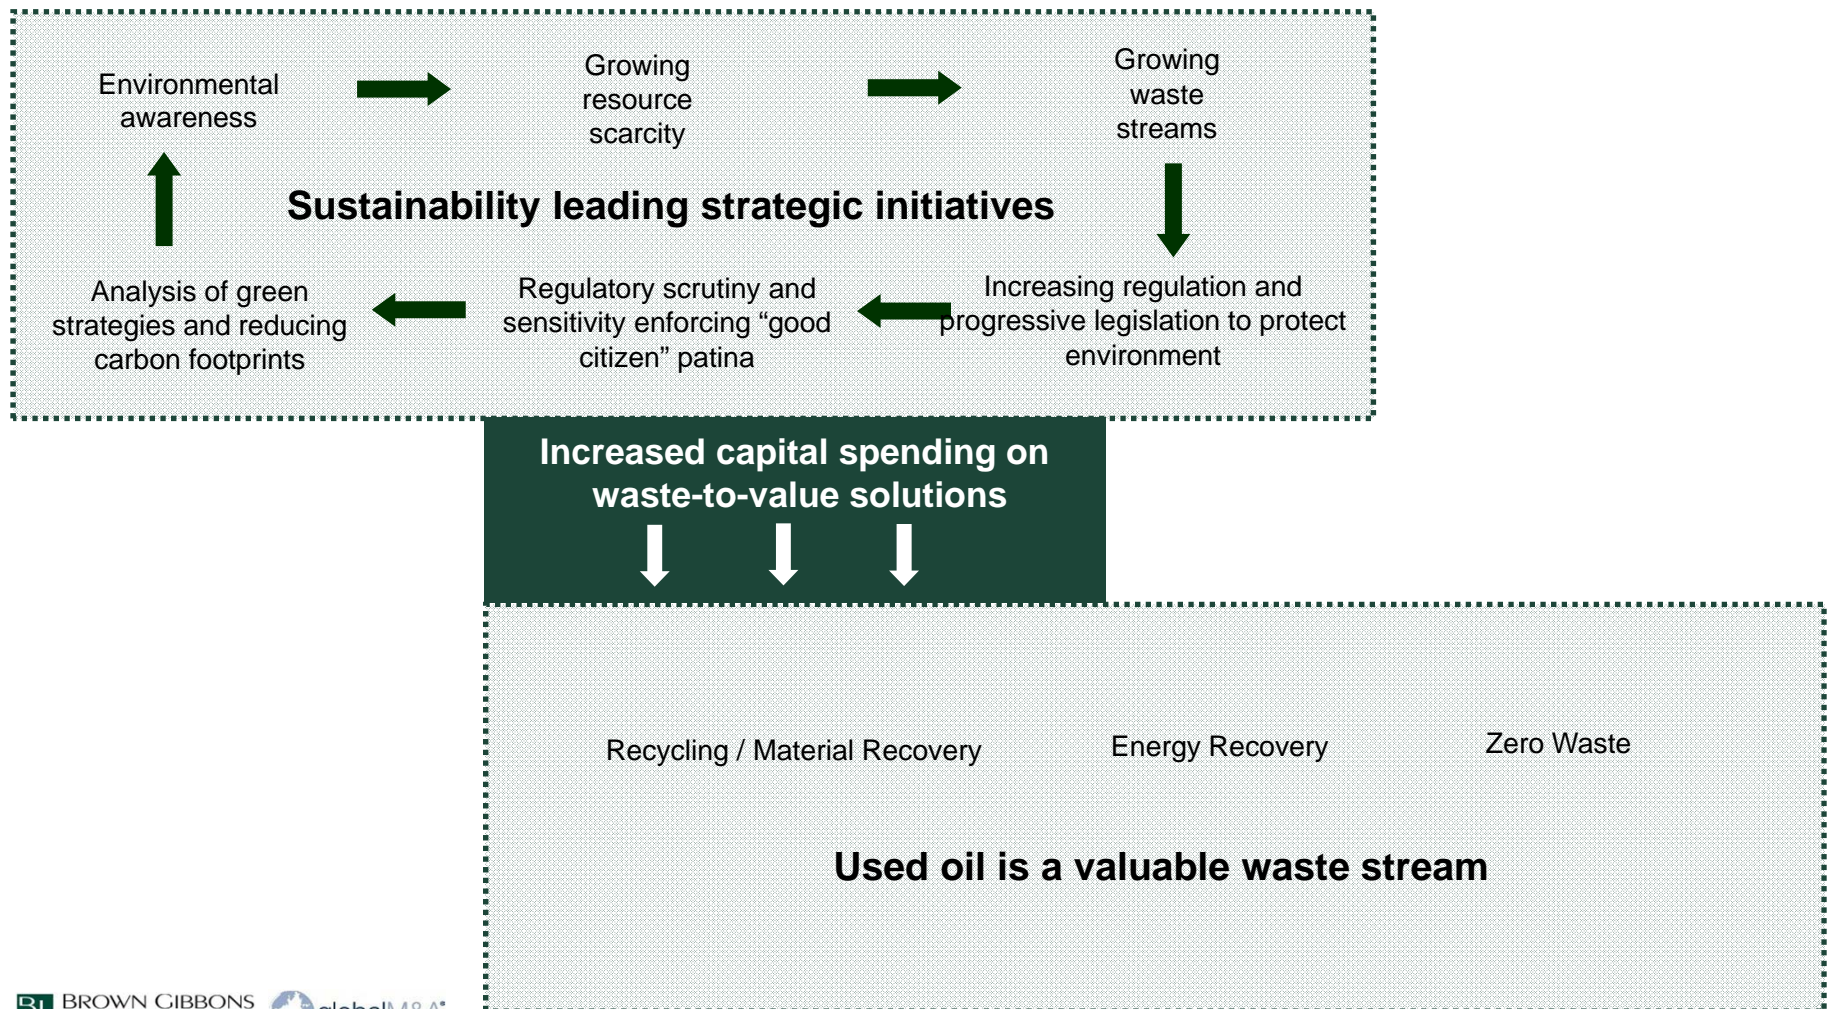 Environmental
awareness
Growing
resource
scarcity
Growing
waste
streams
Sustainability leading strategic initiatives
Analysis of green
strategies and reducing
carbon footprints
Regulatory scrutiny and
sensitivity enforcing “good
citizen” patina
Increasing regulation and
progressive legislation to protect
environment
Increased capital spending on
waste-to-value solutions
Recycling / Material Recovery
Energy Recovery
Zero Waste
Used oil is a valuable waste stream
BROWN GIBBONS
globalM&A